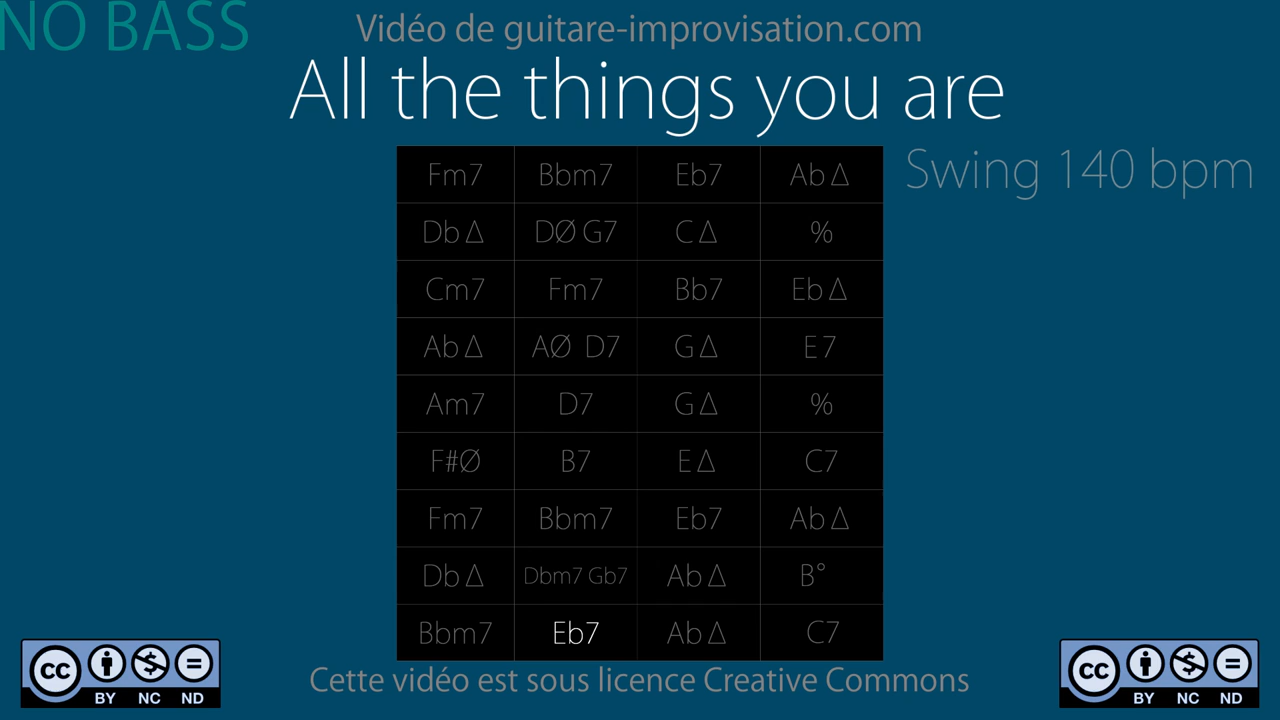 NO BASS
Vidéo de guitare-improvisation.com
All the things you are
Swing 140 bpm
Fm7 Bbm7 Eb7 Ab Δ
Db Δ DØ G7 C Δ %
Cm7 Fm7 Bb7 Eb Δ
Ab Δ AØ D7 G Δ E 7
Am7 D7 G Δ %
F#Ø B7 E Δ C7
Fm7 Bbm7 Eb7 Ab Δ
Db Δ Dbm7 Gb7 Ab Δ B°
Bbm7 Eb7 Ab Δ C7
Cette vidéo est sous licence Creative Commons
cc BY NC ND
cc BY NC ND